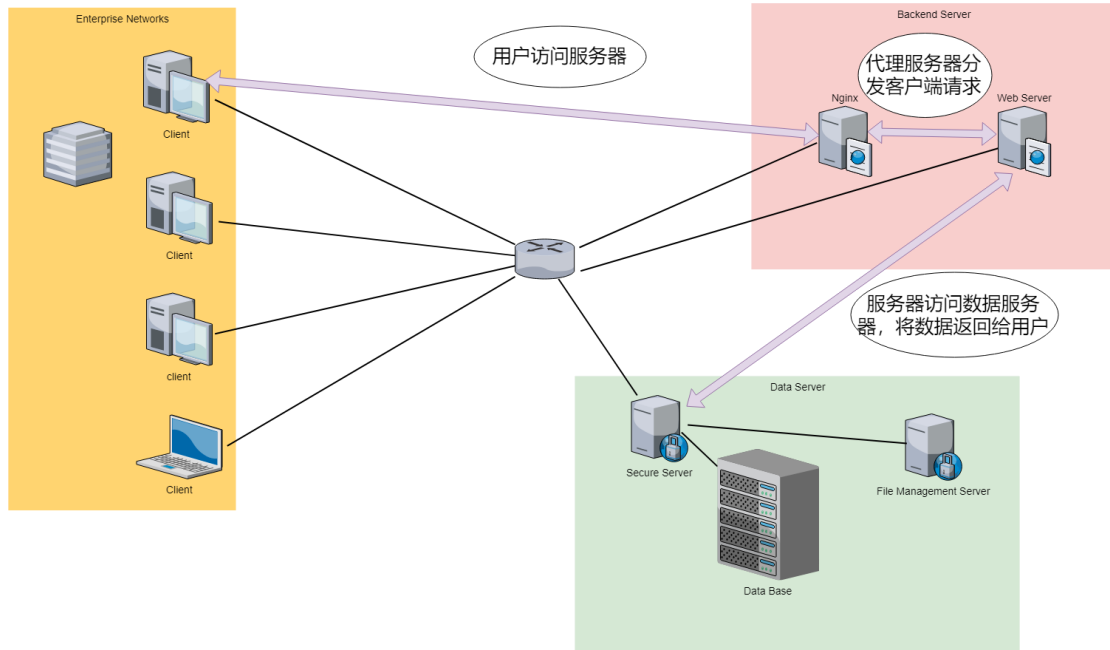 Enterprise Networks
Backend Server
用户访问服务器
代理服务器分
发客户端请求
Nginx
Web Server
Client
Client
服务器访问数据服务
器，将数据返回给用户
client
Data Server
Client
Secure Server
File Management Server
Data Base